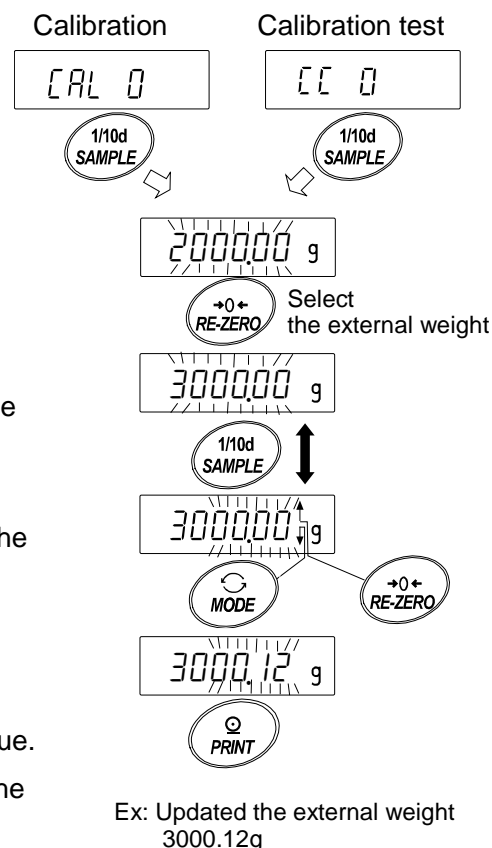 Calibration Calibration test
CAL 0 CC 0
1/10d 1/10d
SAMPLE SAMPLE
2000.00 g
→0← Select
RE-ZERO the external weight
3000.00 g
1/10d
SAMPLE
3000.00 g
MODE
→0←
RE-ZERO
3000.12 g
PRINT
ue.
Ex: Updated the external weight
3000.12g